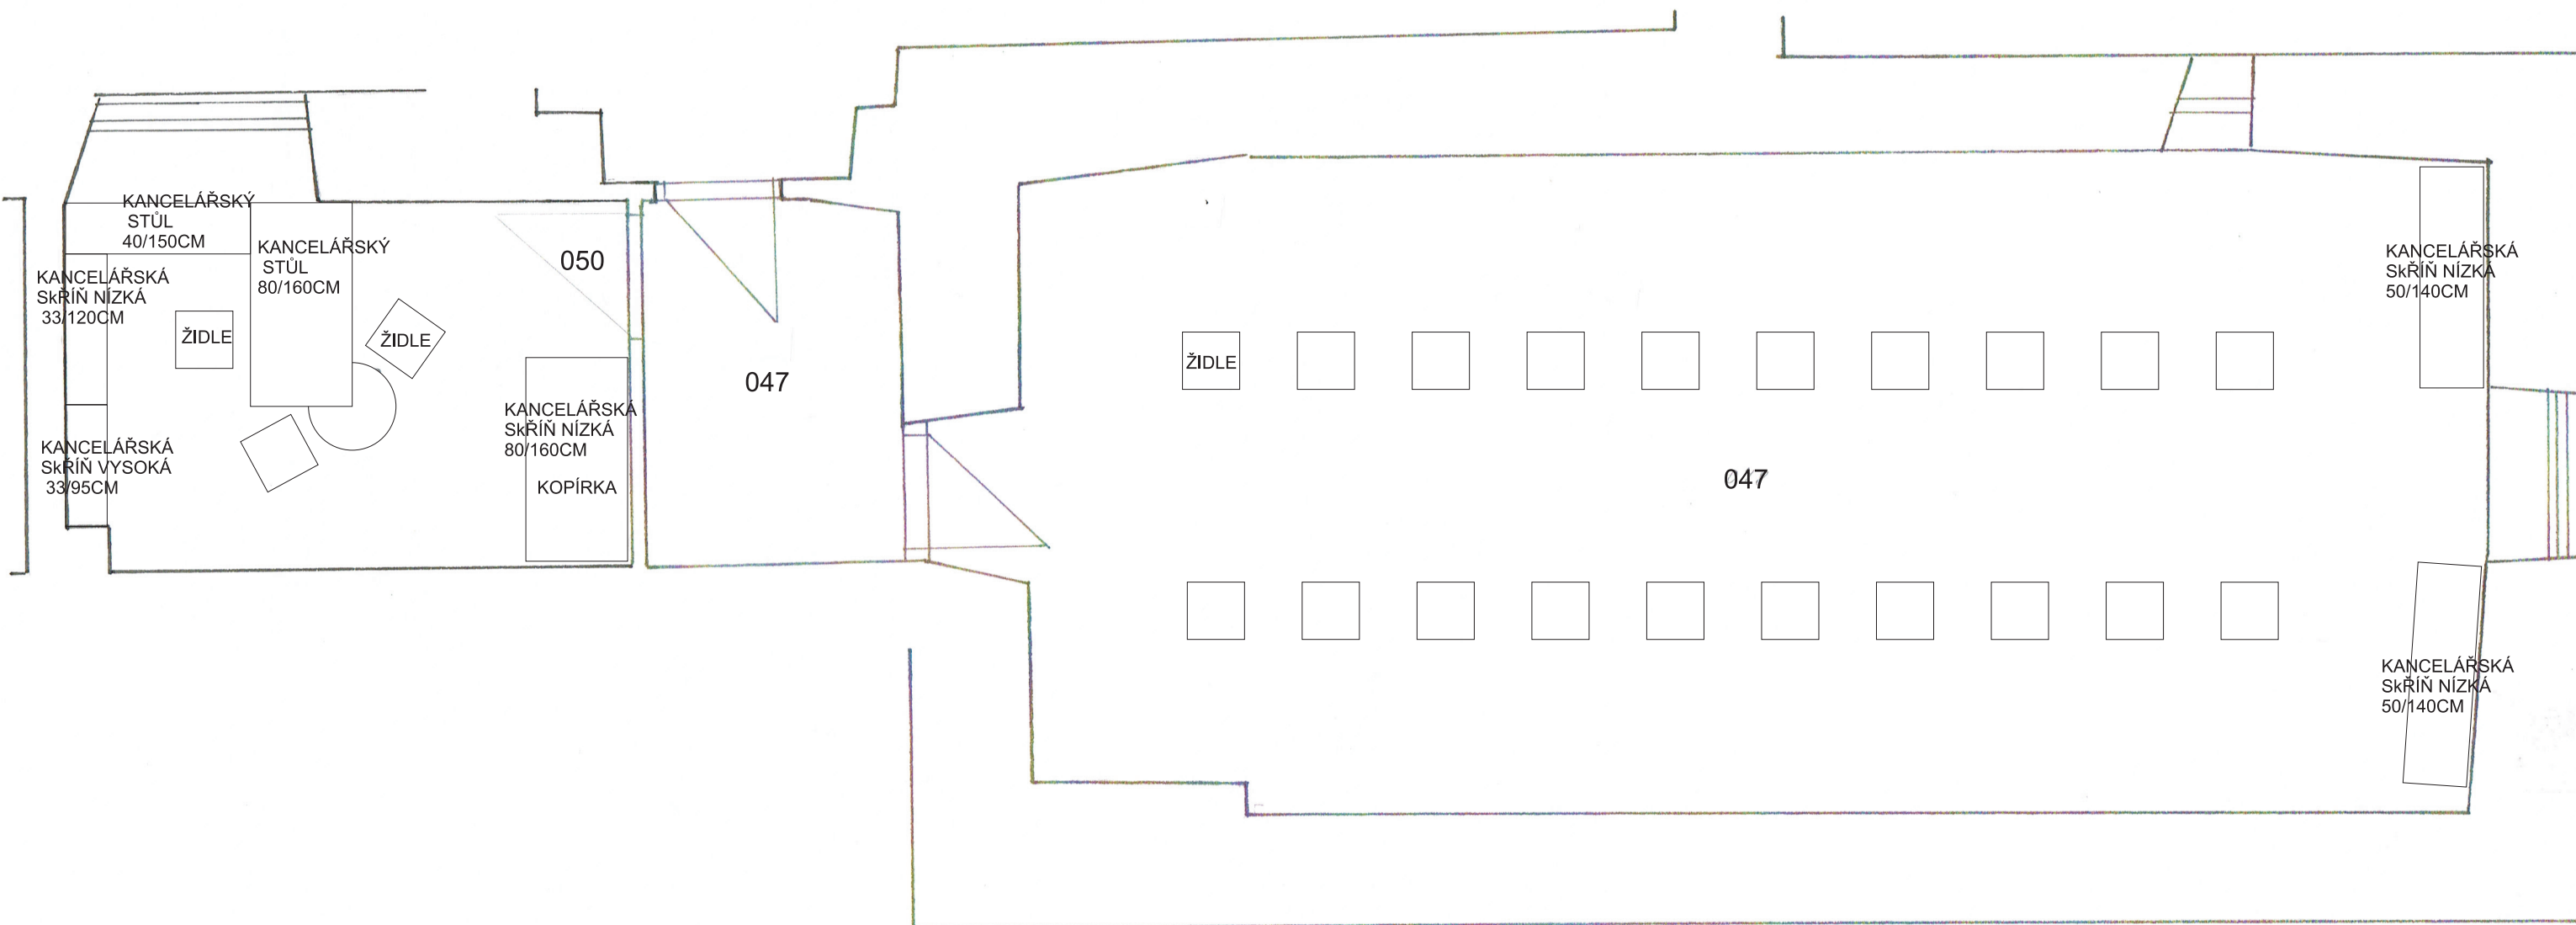 KANCELÁŘSKÝ
STŮL
40/150CM
KANCELÁŘSKÝ
STŮL
80/160CM
KANCELÁŘSKÁ
SkŘÍŇ NÍZKÁ
33/120CM
ŽIDLE
ŽIDLE
050
KANCELÁŘSKÁ
SkŘÍŇ VYSOKÁ
33/95CM
KANCELÁŘSKÁ
SkŘÍŇ NÍZKÁ
80/160CM
KOPÍRKA
047
ŽIDLE
047
KANCELÁŘSKÁ
SkŘÍŇ NÍZKÁ
50/140CM
KANCELÁŘSKÁ
SkŘÍŇ NÍZKÁ
50/140CM